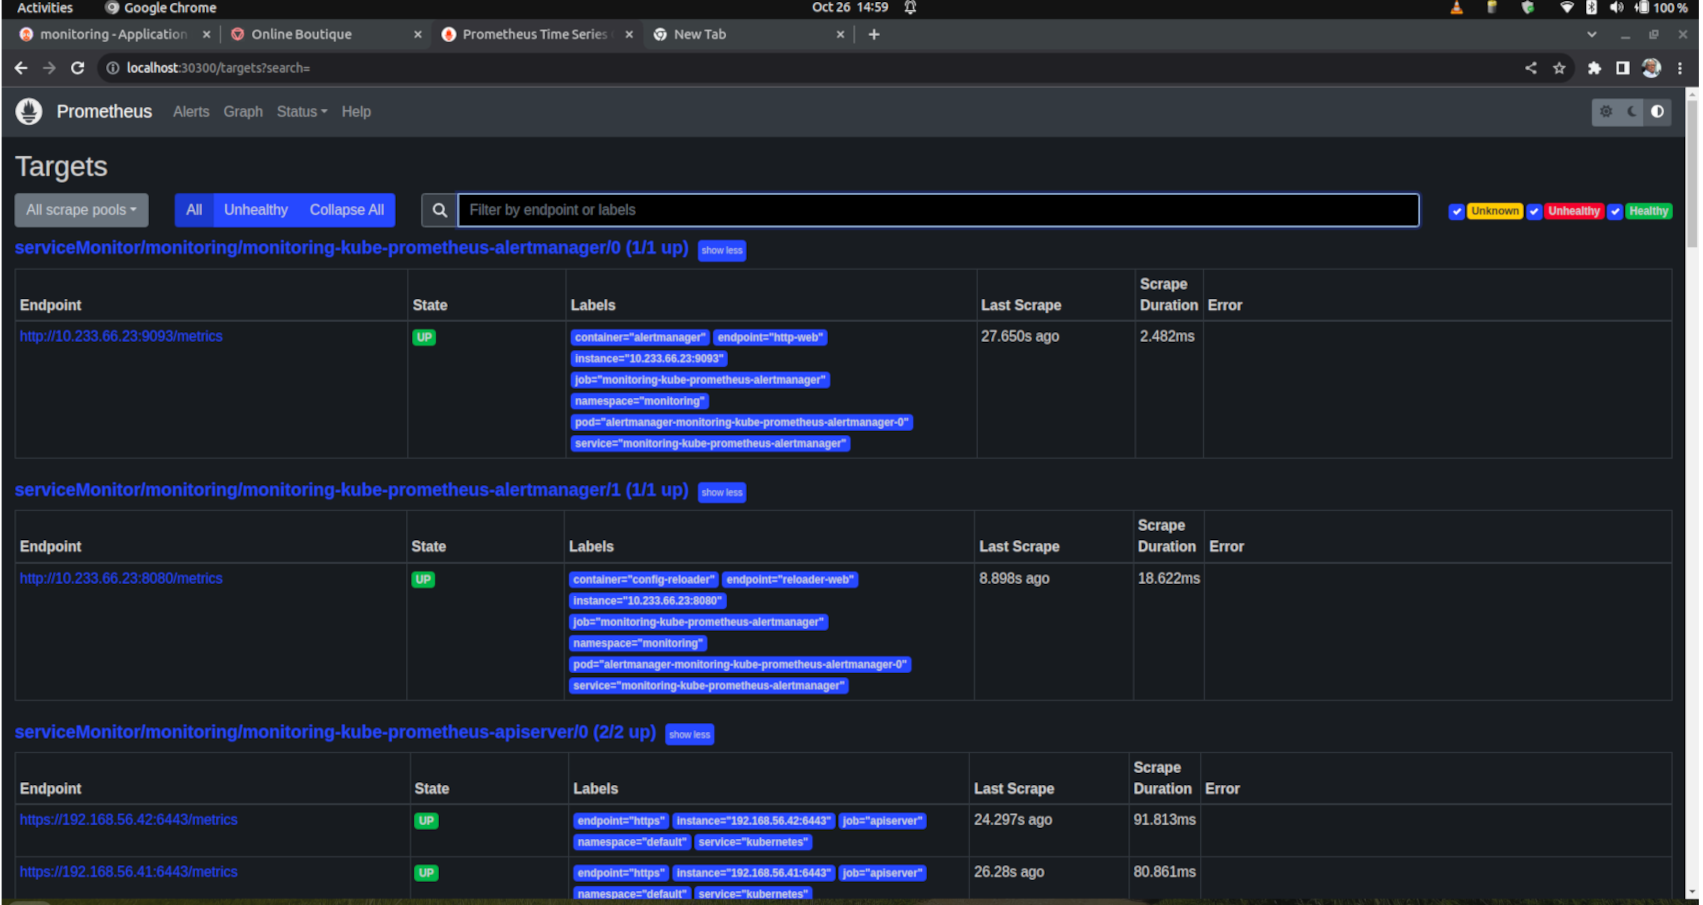 Activities Google Chrome Oct 26 14:59 100 %
monitoring - Application × Online Boutique × Prometheus Time Series × New Tab × +
localhost:30300/targets?search=
Prometheus Alerts Graph Status Help
Targets
All scrape pools All Unhealthy Collapse All Filter by endpoint or labels Unknown Unhealthy Healthy
serviceMonitor/monitoring/monitoring-kube-prometheus-alertmanager/0 (1/1 up) show less
Scrape
Endpoint State Labels Last Scrape Duration Error
http://10.233.66.23:9093/metrics UP container="alertmanager" endpoint="http-web" 27.650s ago 2.482ms
instance="10.233.66.23:9093"
job="monitoring-kube-prometheus-alertmanager"
namespace="monitoring"
pod="alertmanager-monitoring-kube-prometheus-alertmanager-0"
service="monitoring-kube-prometheus-alertmanager"
serviceMonitor/monitoring/monitoring-kube-prometheus-alertmanager/1 (1/1 up) show less
Scrape
Endpoint State Labels Last Scrape Duration Error
http://10.233.66.23:8080/metrics UP container="config-reloader" endpoint="reloader-web" 8.898s ago 18.622ms
instance="10.233.66.23:8080"
job="monitoring-kube-prometheus-alertmanager"
namespace="monitoring"
pod="alertmanager-monitoring-kube-prometheus-alertmanager-0"
service="monitoring-kube-prometheus-alertmanager"
serviceMonitor/monitoring/monitoring-kube-prometheus-apiserver/0 (2/2 up) show less
Scrape
Endpoint State Labels Last Scrape Duration Error
https://192.168.56.42:6443/metrics UP endpoint="https" instance="192.168.56.42:6443" job="apiserver" 24.297s ago 91.813ms
namespace="default" service="kubernetes"
https://192.168.56.41:6443/metrics UP endpoint="https" instance="192.168.56.41:6443" job="apiserver" 26.28s ago 80.861ms
namespace="default" service="kubernetes"